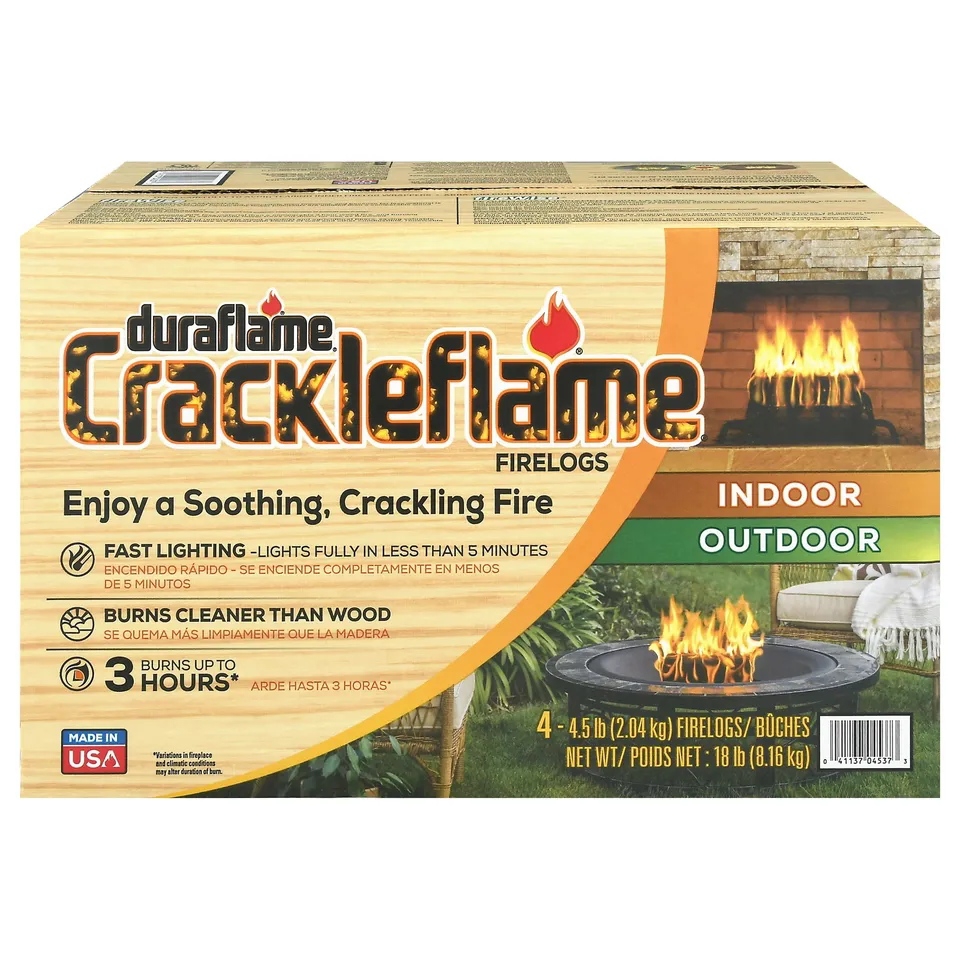 duraflame®
Crackleflame®
FIRELOGS
Enjoy a Soothing, Crackling Fire
FAST LIGHTING - LIGHTS FULLY IN LESS THAN 5 MINUTES
ENCENDIDO RÁPIDO - SE ENCIENDE COMPLETAMENTE EN MENOS
DE 5 MINUTOS
BURNS CLEANER THAN WOOD
SE QUEMA MÁS LIMPIAMENTE QUE LA MADERA
3 BURNS UP TO
HOURS*
ARDE HASTA 3 HORAS*
MADE IN
USA
*Variations in fireplace
and climatic conditions
may alter duration of burn.
INDOOR
OUTDOOR
4 - 4.5 lb (2.04 kg) FIRELOGS/ BÛCHES
NET WT/ POIDS NET : 18 lb (8.16 kg)
0 41137 04537 3